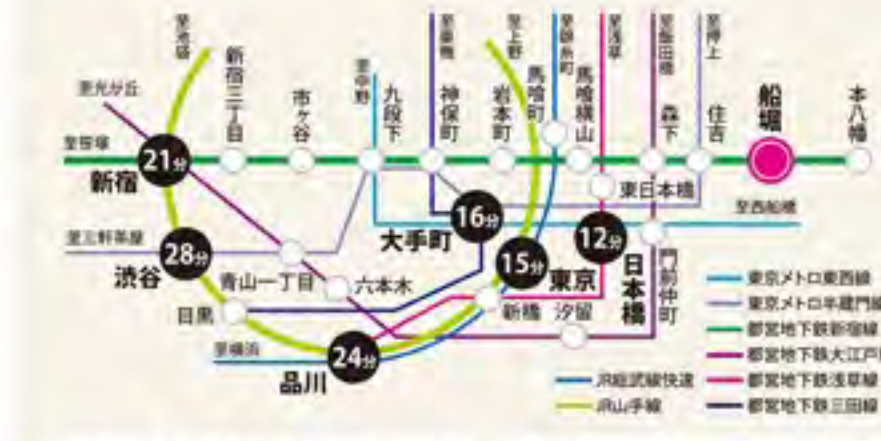 至池袋
新宿三丁目
至光が丘
市ヶ谷
至中野
九段下
至巣鴨
神保町
至上野
岩本町
馬喰町
至錦糸町
馬喰横山
至浅草
至飯田橋
森下
至押上
住吉
船堀
本八幡
至笹塚
21分
新宿
東日本橋
至西船橋
16分
大手町
12分
日本橋
至三軒茶屋
28分
渋谷
青山一丁目
六本木
15分
東京
門前仲町
目黒
新橋
汐留
至横浜
24分
品川
東京メトロ東西線
東京メトロ半蔵門線
都営地下鉄新宿線
都営地下鉄大江戸
JR総武線快速
都営地下鉄浅草線
JR山手線
都営地下鉄三田線